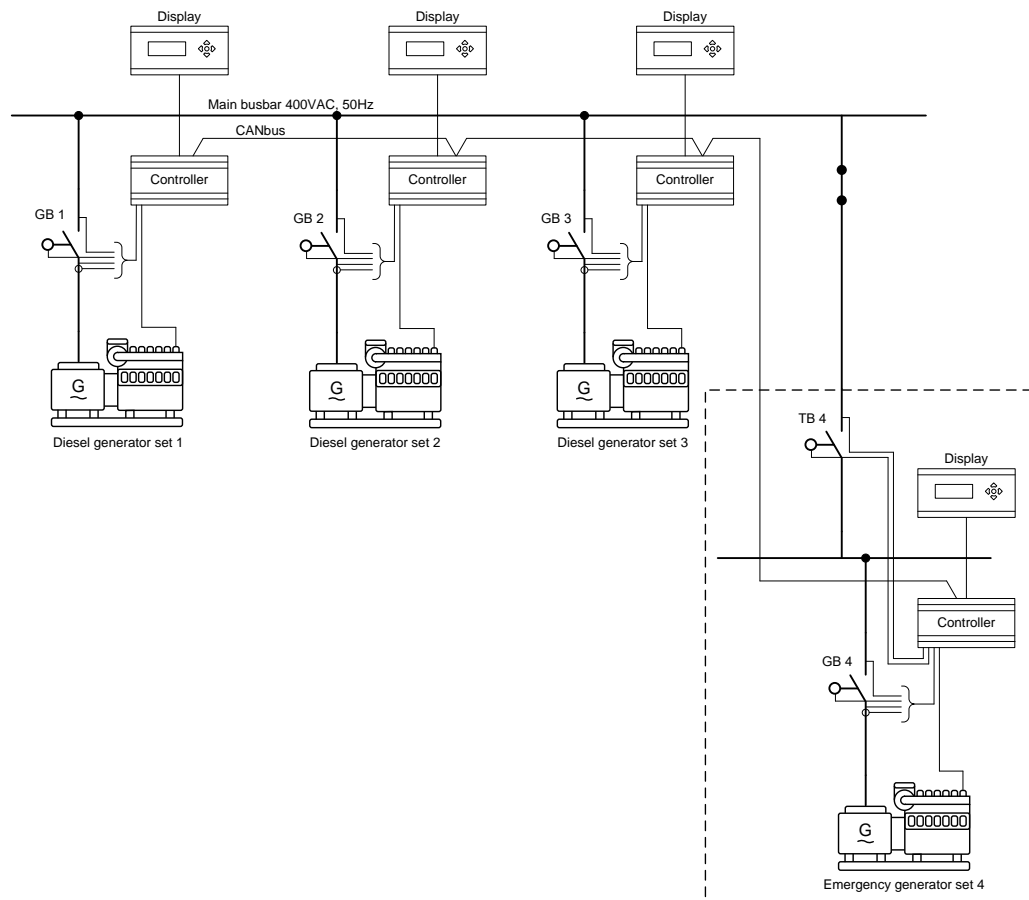 Display
Display
Display
Main busbar 400VAC, 50Hz
CANbus
Controller
Controller
Controller
GB 1
GB 2
GB 3
G
G
G
Diesel generator set 1
Diesel generator set 2
Diesel generator set 3
TB 4
Display
Controller
GB 4
G
Emergency generator set 4